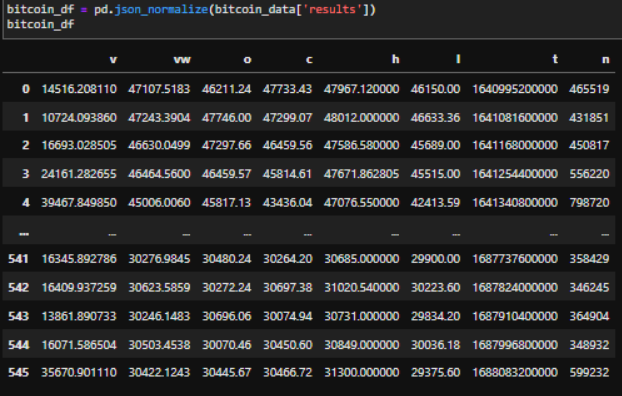 bitcoin_df = pd.json_normalize(bitcoin_data['results'])
bitcoin_df
v vw o c h l t n
0 14516.208110 47107.5183 46211.24 47733.43 47967.120000 46150.00 1640995200000 465519
1 10724.093860 47243.3904 47746.00 47299.07 48012.000000 46633.36 1641081600000 431851
2 16693.028505 46630.0499 47297.66 46459.56 47586.580000 45689.00 1641168000000 450817
3 24161.282655 46464.5600 46459.57 45814.61 47671.862805 45515.00 1641254400000 556220
4 39467.849850 45006.0060 45817.13 43436.04 47076.550000 42413.59 1641340800000 798720
... ... ... ... ... ... ... ... ...
541 16345.892786 30276.9845 30480.24 30264.20 30685.000000 29900.00 1687737600000 358429
542 16409.937259 30623.5859 30272.24 30697.38 31020.540000 30223.60 1687824000000 346245
543 13861.890733 30246.1483 30696.06 30074.94 30731.000000 29834.20 1687910400000 364904
544 16071.586504 30503.4538 30070.46 30450.60 30849.000000 30036.18 1687996800000 348932
545 35670.901110 30422.1243 30445.67 30466.72 31300.000000 29375.60 1688083200000 599232